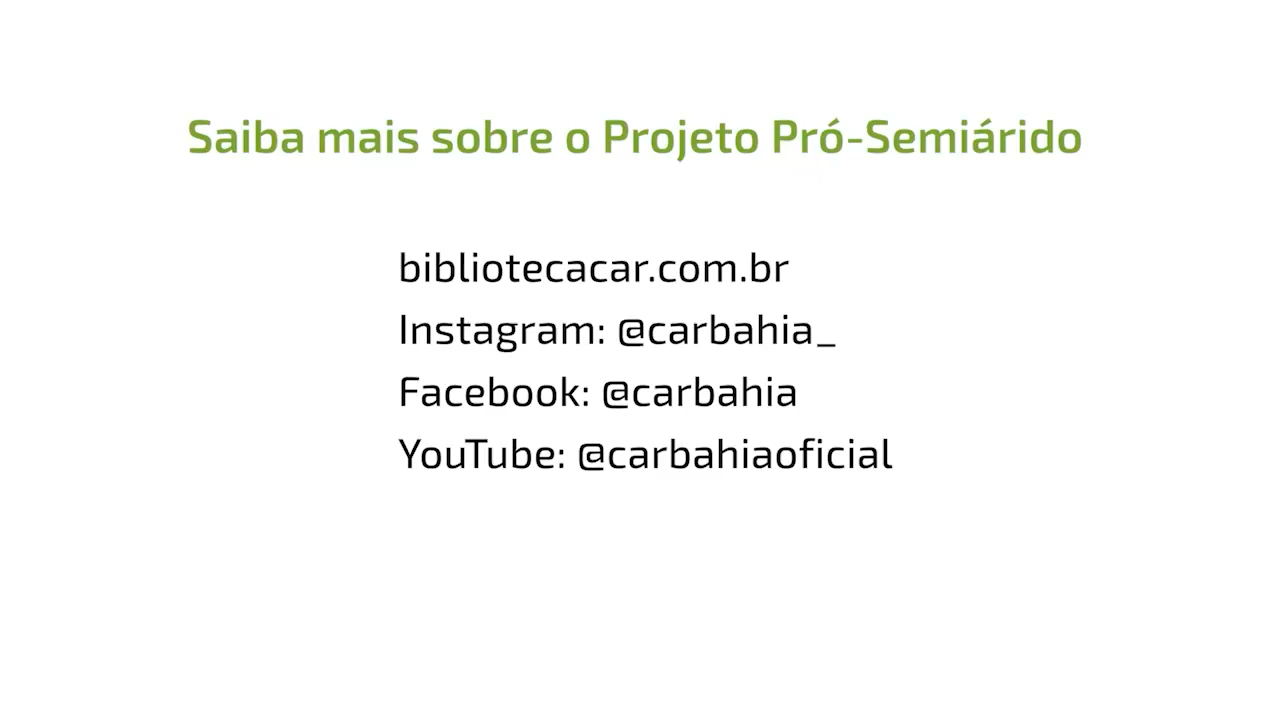 Saiba mais sobre o Projeto Pró-Semiárido
bibliotecacar.com.br
Instagram: @carbahia_
Facebook: @carbahia
YouTube: @carbahiaoficial